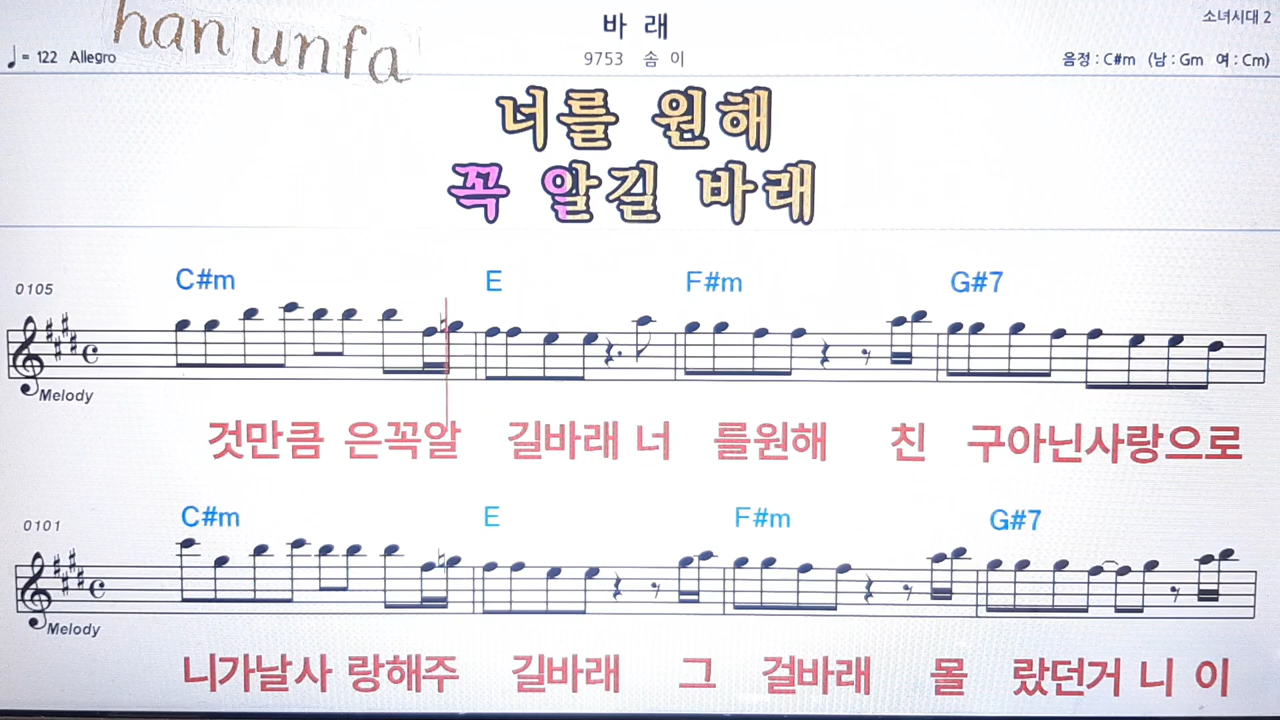 han unfa
바 래
소녀시대 2
♩= 122 Allegro
9753 솜 이
음정 : C#m (남 : Gm 여 : Cm)
너를 원해
꼭 알길 바래
C#m E F#m G#7
0105
Melody
것만큼 은꼭알 길바래 너 를원해 친 구아닌사랑으로
C#m E F#m G#7
0101
Melody
니가날사 랑해주 길바래 그 걸바래 몰 랐던거 니 이